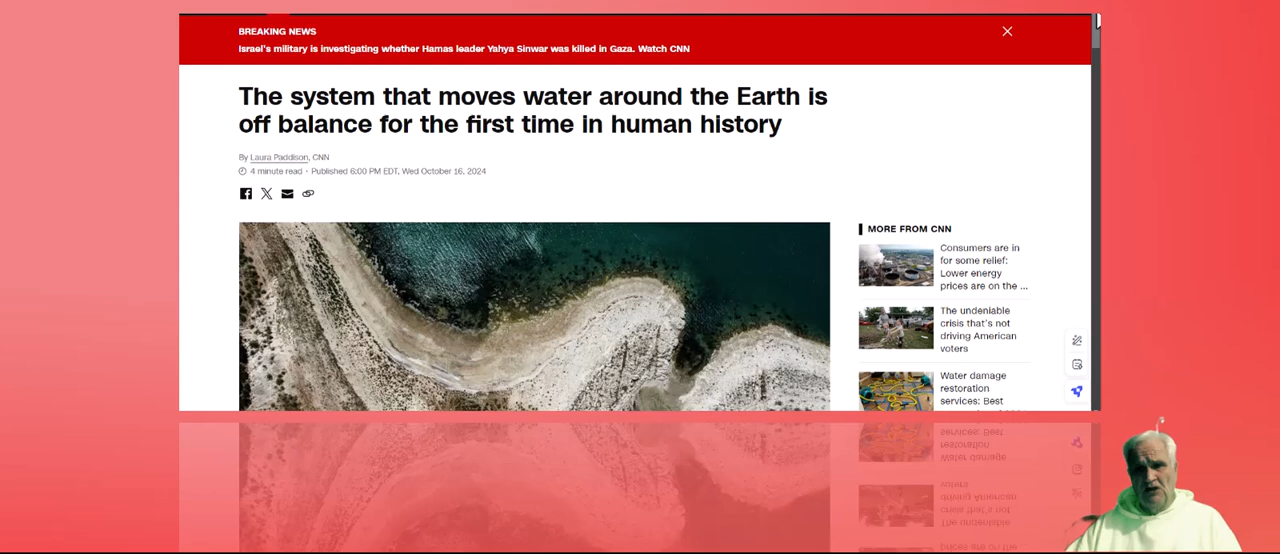 BREAKING NEWS
Israel's military is investigating whether Hamas leader Yahya Sinwar was killed in Gaza. Watch CNN
The system that moves water around the Earth is
off balance for the first time in human history
By Laura Paddison, CNN
4 minute read · Published 6:00 PM EDT, Wed October 16, 2024
MORE FROM CNN
Consumers are in
for some relief:
Lower energy
prices are on the ...
The undeniable
crisis that's not
driving American
voters
Water damage
restoration
services: Best